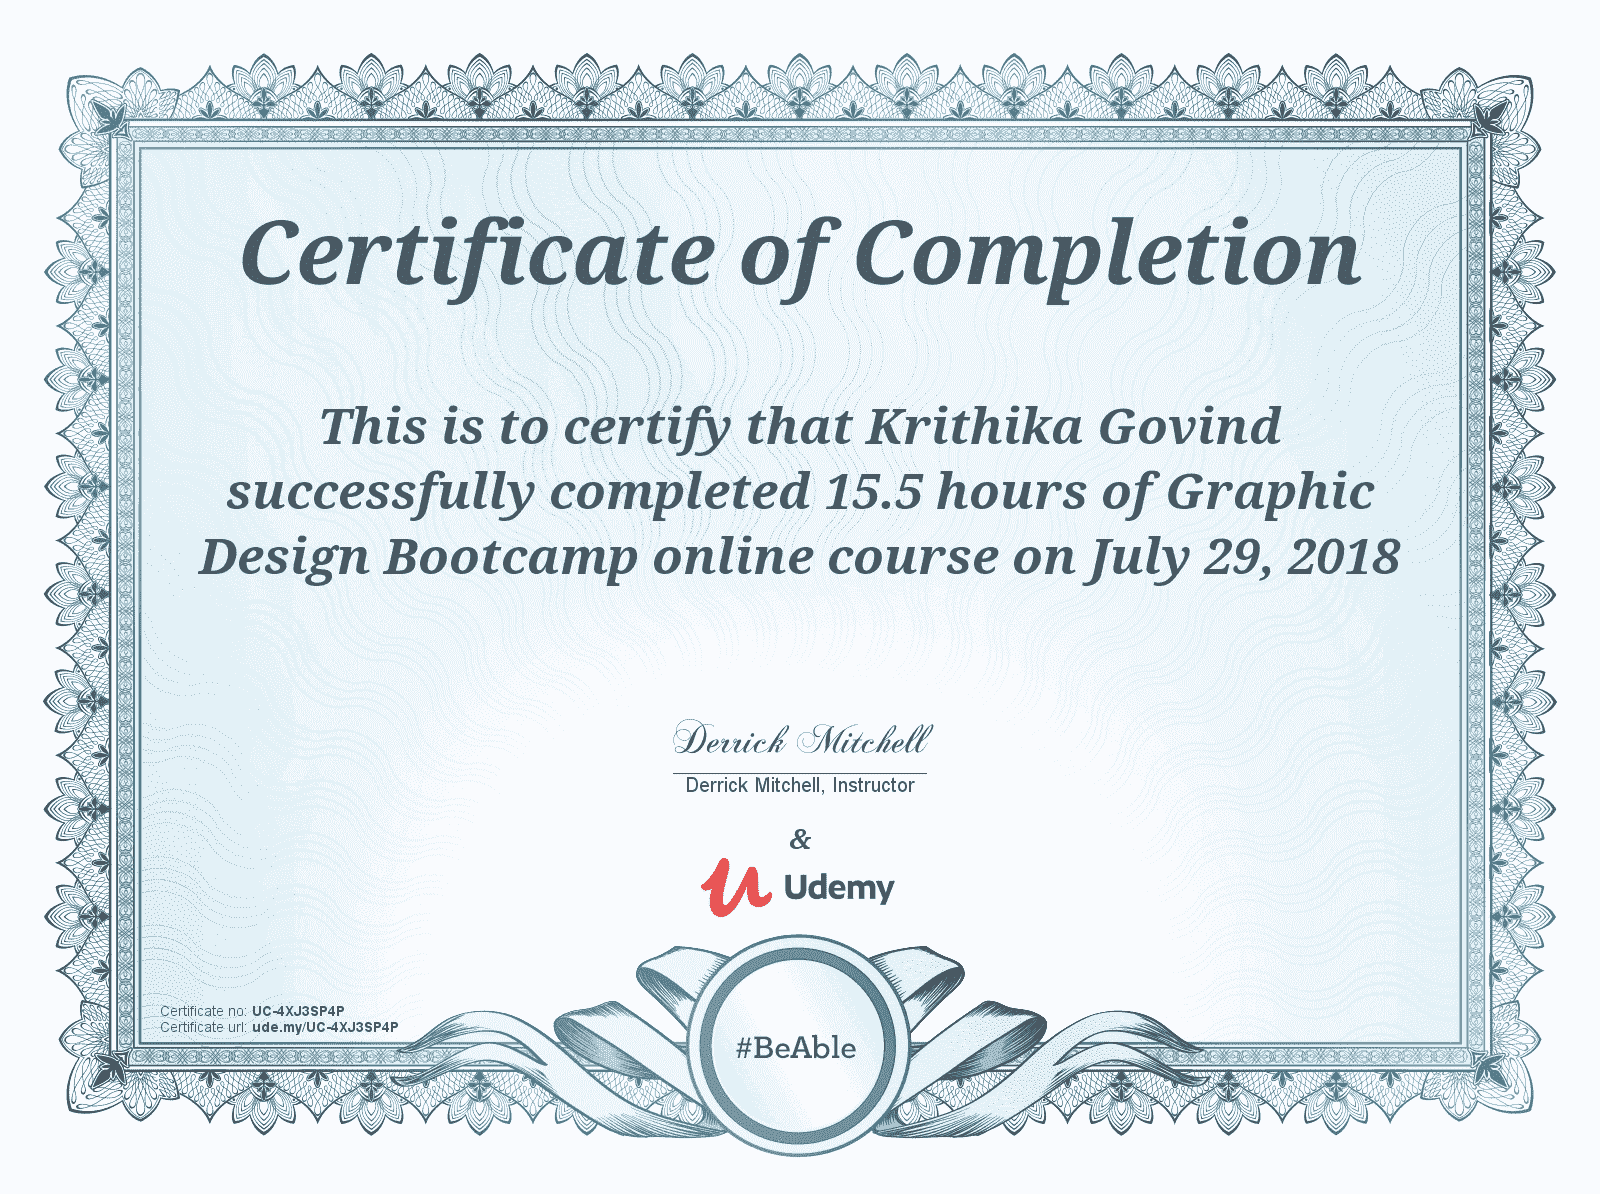 Certificate of Completion
This is to certify that Krithika Govind
successfully completed 15.5 hours of Graphic
Design Bootcamp online course on July 29, 2018
Derrick Mitchell
Derrick Mitchell, Instructor
&
Udemy
Certificate no: UC-4XJ3SP4P
Certificate url: ude.my/UC-4XJ3SP4P
#BeAble